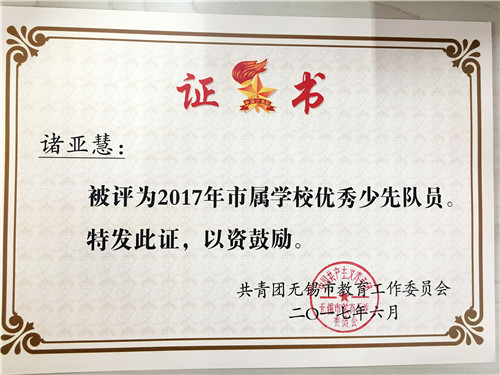 证书
诸亚慧：
被评为2017年市属学校优秀少先队员。
特发此证，以资鼓励。
共青团无锡市教育工作委员会
二〇一七年六月